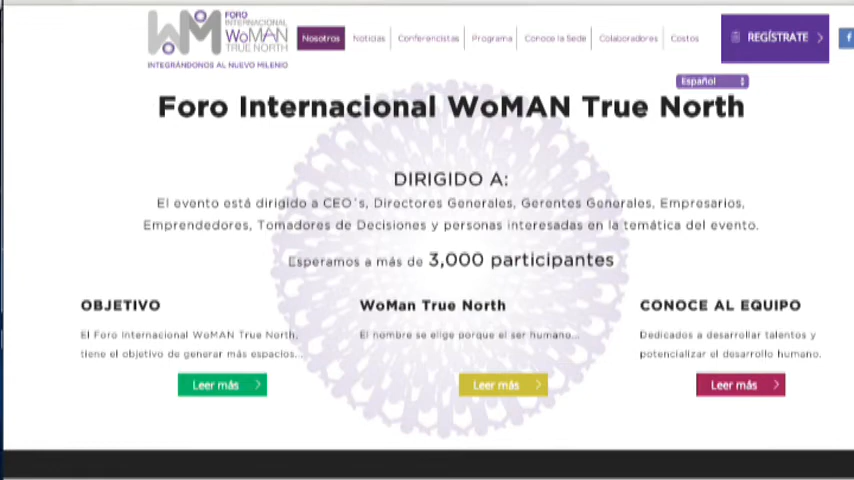 FORO
INTERNACIONAL
WoMAN
TRUE NORTH
INTEGRÁNDONOS AL NUEVO MILENIO
Nosotros
Noticias
Conferencistas
Programa
Conoce la Sede
Colaboradores
Costos
REGÍSTRATE
Español
Foro Internacional WoMAN True North
DIRIGIDO A:
El evento está dirigido a CEO´s, Directores Generales, Gerentes Generales, Empresarios,
Emprendedores, Tomadores de Decisiones y personas interesadas en la temática del evento.
Esperamos a más de 3,000 participantes
OBJETIVO
El Foro Internacional WoMAN True North,
tiene el objetivo de generar más espacios...
Leer más
WoMan True North
El nombre se elige porque el ser humano...
Leer más
CONOCE AL EQUIPO
Dedicados a desarrollar talentos y
potencializar el desarrollo humano.
Leer más